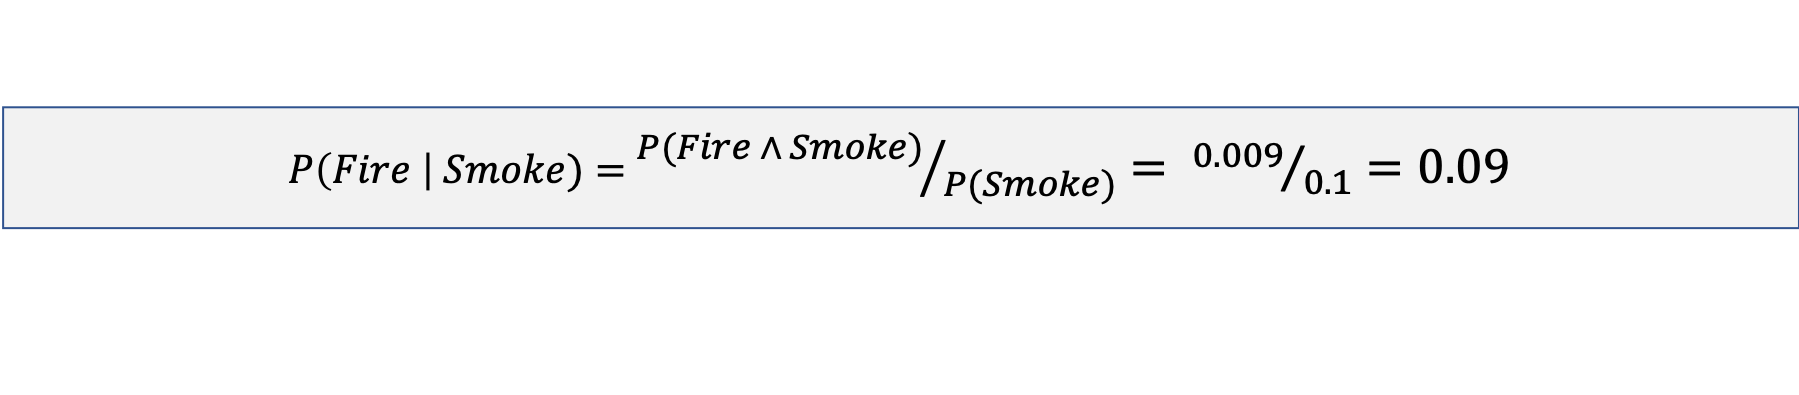 P(Fire | Smoke) = P(Fire ∧ Smoke)/P(Smoke) = 0.009/0.1 = 0.09